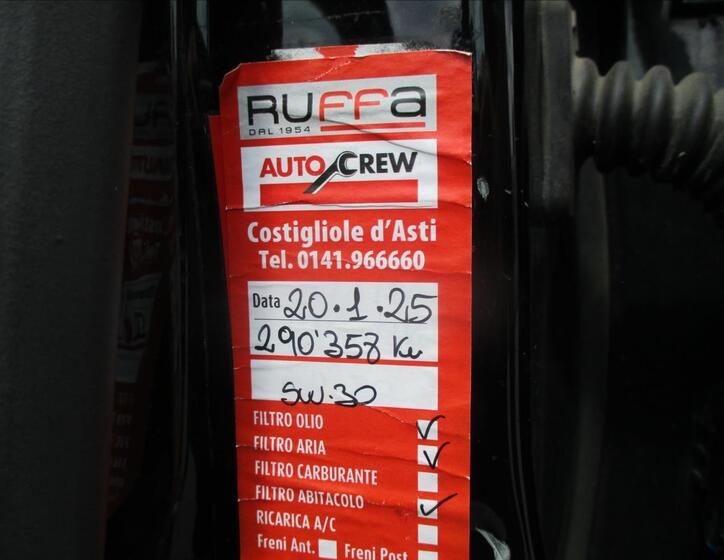 RUFFA
DAL 1954
AUTO CREW
Costigliole d'Asti
Tel. 0141.966660
Data 20.1.25
290'358 Km
5W.30
FILTRO OLIO
FILTRO ARIA
FILTRO CARBURANTE
FILTRO ABITACOLO
RICARICA A/C
Freni Ant. Freni Post